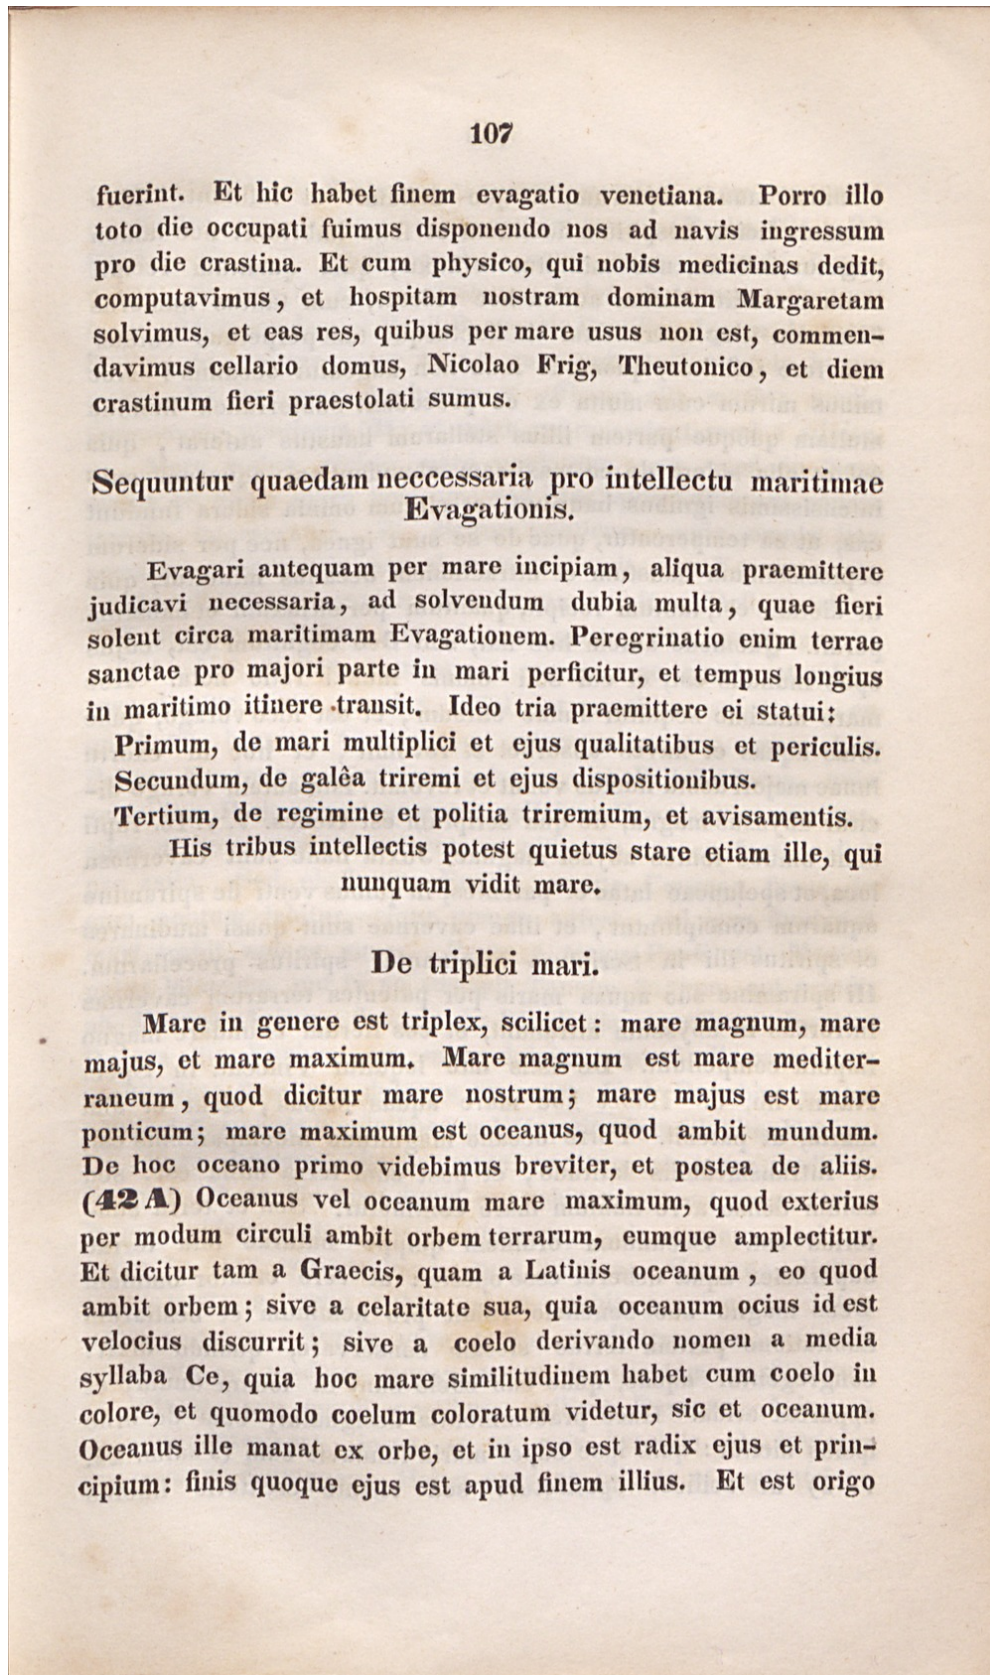 107
fuerint. Et hic habet finem evagatio venetiana. Porro illo
toto die occupati fuimus disponendo nos ad navis ingressum
pro die crastina. Et cum physico, qui nobis medicinas dedit,
computavimus, et hospitam nostram dominam Margaretam
solvimus, et eas res, quibus per mare usus non est, commen-
davimus cellario domus, Nicolao Frig, Theutonico, et diem
crastinum fieri praestolati sumus.
Sequuntur quaedam neccessaria pro intellectu maritimae
Evagationis.
Evagari antequam per mare incipiam, aliqua praemittere
judicavi necessaria, ad solvendum dubia multa, quae fieri
solent circa maritimam Evagationem. Peregrinatio enim terrae
sanctae pro majori parte in mari perficitur, et tempus longius
in maritimo itinere transit. Ideo tria praemittere ei statui:
Primum, de mari multiplici et ejus qualitatibus et periculis.
Secundum, de galêa triremi et ejus dispositionibus.
Tertium, de regimine et politia triremium, et avisamentis.
His tribus intellectis potest quietus stare etiam ille, qui
nunquam vidit mare.
De triplici mari.
Mare in genere est triplex, scilicet: mare magnum, mare
majus, et mare maximum. Mare magnum est mare mediter-
raneum, quod dicitur mare nostrum; mare majus est mare
ponticum; mare maximum est oceanus, quod ambit mundum.
De hoc oceano primo videbimus breviter, et postea de aliis.
(42 A) Oceanus vel oceanum mare maximum, quod exterius
per modum circuli ambit orbem terrarum, eumque amplectitur.
Et dicitur tam a Graecis, quam a Latinis oceanum, eo quod
ambit orbem; sive a celaritate sua, quia oceanum ocius id est
velocius discurrit; sive a coelo derivando nomen a media
syllaba Ce, quia hoc mare similitudinem habet cum coelo in
colore, et quomodo coelum coloratum videtur, sic et oceanum.
Oceanus ille manat ex orbe, et in ipso est radix ejus et prin-
cipium: finis quoque ejus est apud finem illius. Et est origo